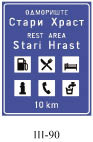 ОДМОРИШТЕ
Стари Храст
REST AREA
Stari Hrast
i
10 km
III-90